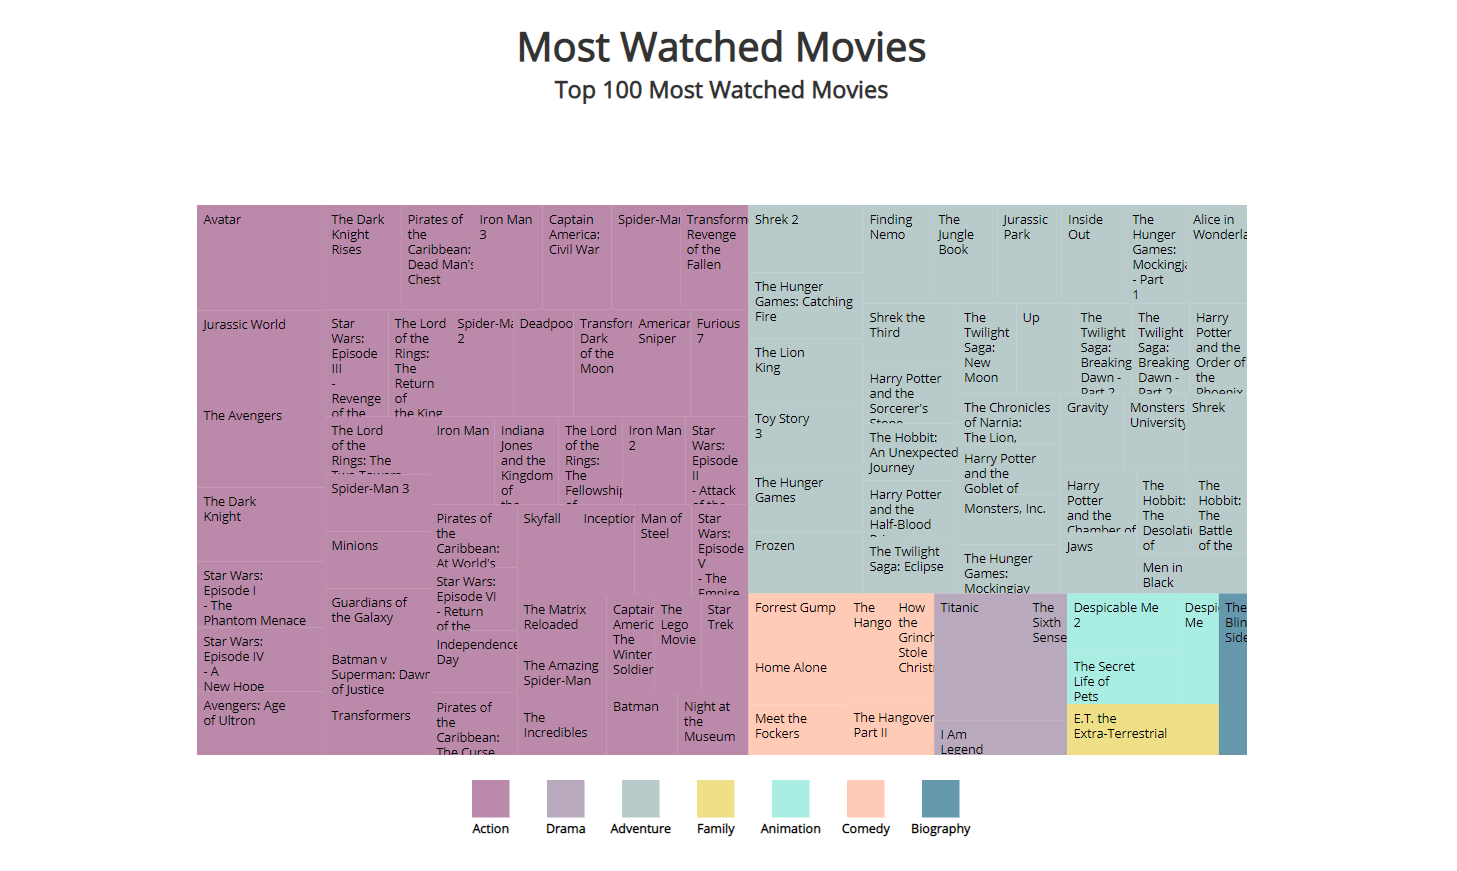 Most Watched Movies
Top 100 Most Watched Movies
Avatar
Jurassic World
The Avengers
The Dark
Knight
Star Wars:
Episode I
- The
Phantom Menace
Star Wars:
Episode IV
- A
New Hope
Avengers: Age
of Ultron
The Dark
Knight
Rises
Pirates of
the
Caribbean:
Dead Man's
Chest
Iron Man
3
Captain
America:
Civil War
Spider-Man
Transform
Revenge
of the
Fallen
Star
Wars:
Episode
III
-
Revenge
of the
The Lord
of the
Rings:
The
Return
of
the King
Spider-Ma
2
Deadpoo
Transfor
Dark
of the
Moon
American
Sniper
Furious
7
The Lord
of the
Rings: The
Two Towers
Spider-Man 3
Minions
Guardians of
the Galaxy
Batman v
Superman: Dawn
of Justice
Transformers
Iron Man
Indiana
Jones
and the
Kingdom
of
the
The Lord
of the
Rings:
The
Fellowship
of
Iron Man
2
Star
Wars:
Episode
II
- Attack
of the
Pirates of
the
Caribbean:
At World's
Star Wars:
Episode VI
- Return
of the
Independence
Day
Pirates of
the
Caribbean:
The Curse
Skyfall
Inception
Man of
Steel
Star
Wars:
Episode
V
- The
Empire
The Matrix
Reloaded
The Amazing
Spider-Man
The
Incredibles
Captain
Americ
The
Winter
Soldier
The
Lego
Movie
Star
Trek
Batman
Night at
the
Museum
Shrek 2
The Hunger
Games: Catching
Fire
The Lion
King
Toy Story
3
The Hunger
Games
Frozen
Finding
Nemo
The
Jungle
Book
Jurassic
Park
Inside
Out
The
Hunger
Games:
Mockingja
- Part
1
Alice in
Wonderla
Shrek the
Third
Harry Potter
and the
Sorcerer's
Stone
The Hobbit:
An Unexpected
Journey
Harry Potter
and the
Half-Blood
The Twilight
Saga: Eclipse
The
Twilight
Saga:
New
Moon
Up
The
Twilight
Saga:
Breaking
Dawn -
Part 2
The
Twilight
Saga:
Breaking
Dawn -
Part 2
Harry
Potter
and the
Order of
the
Phoenix
The Chronicles
of Narnia:
The Lion,
Harry Potter
and the
Goblet of
Monsters, Inc.
The Hunger
Games:
Mockingjay
Gravity
Monsters
University
Shrek
Harry
Potter
and the
Chamber of
Jaws
The
Hobbit:
The
Desolati
of
The
Hobbit:
The
Battle
of the
Men in
Black
Forrest Gump
Home Alone
Meet the
Fockers
The
Hango
How
the
Grinch
Stole
Christ
The Hangover
Part II
Titanic
I Am
Legend
The
Sixth
Sense
Despicable Me
2
The Secret
Life of
Pets
Despi
Me
E.T. the
Extra-Terrestrial
The
Blin
Side
Action
Drama
Adventure
Family
Animation
Comedy
Biography